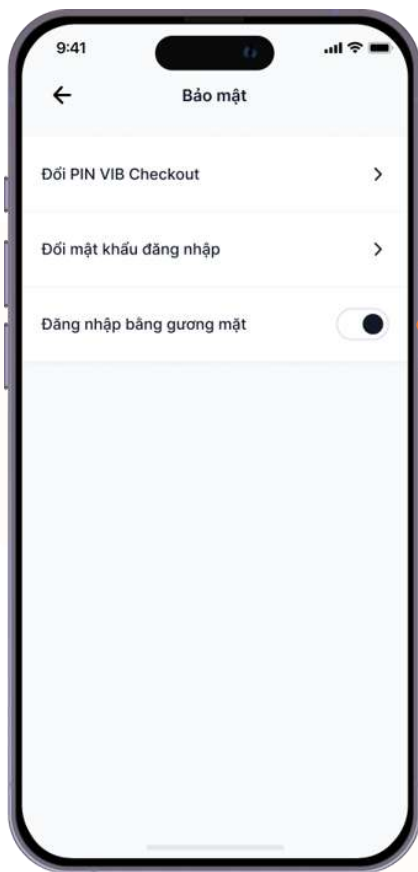 9:41
Bảo mật
Đổi PIN VIB Checkout
Đổi mật khẩu đăng nhập
Đăng nhập bằng gương mặt